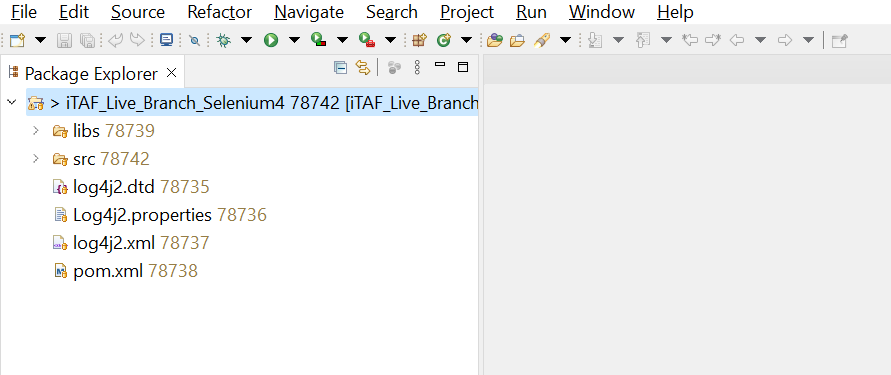 File Edit Source Refactor Navigate Search Project Run Window Help
Package Explorer
> iTAF_Live_Branch_Selenium4 78742 [iTAF_Live_Branch
libs 78739
src 78742
log4j2.dtd 78735
Log4j2.properties 78736
log4j2.xml 78737
pom.xml 78738